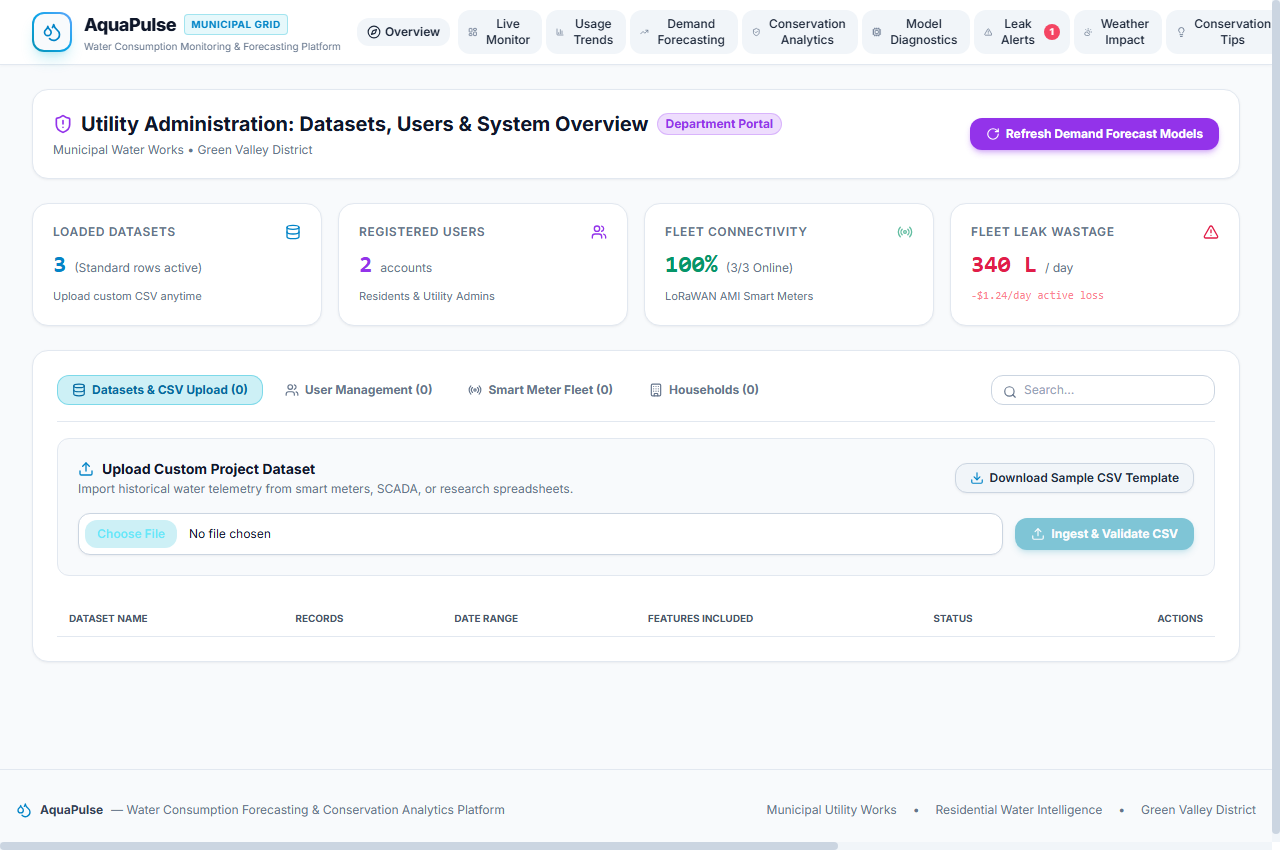 AquaPulse MUNICIPAL GRID
Water Consumption Monitoring & Forecasting Platform
Overview
Live Monitor
Usage Trends
Demand Forecasting
Conservation Analytics
Model Diagnostics
Leak Alerts 1
Weather Impact
Conservation Tips
Utility Administration: Datasets, Users & System Overview Department Portal
Municipal Water Works • Green Valley District
Refresh Demand Forecast Models
LOADED DATASETS
3 (Standard rows active)
Upload custom CSV anytime
REGISTERED USERS
2 accounts
Residents & Utility Admins
FLEET CONNECTIVITY
100% (3/3 Online)
LoRaWAN AMI Smart Meters
FLEET LEAK WASTAGE
340 L / day
-$1.24/day active loss
Datasets & CSV Upload (0) User Management (0) Smart Meter Fleet (0) Households (0) Search...
Upload Custom Project Dataset
Import historical water telemetry from smart meters, SCADA, or research spreadsheets.
Download Sample CSV Template
Choose File No file chosen
Ingest & Validate CSV
DATASET NAME RECORDS DATE RANGE FEATURES INCLUDED STATUS ACTIONS
AquaPulse — Water Consumption Forecasting & Conservation Analytics Platform
Municipal Utility Works • Residential Water Intelligence • Green Valley District